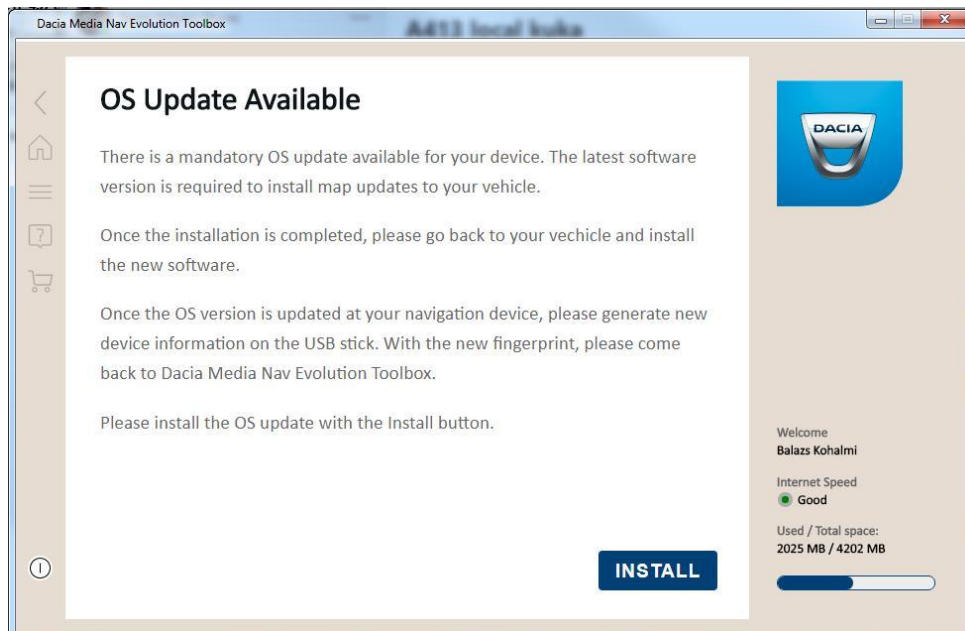 Dacia Media Nav Evolution Toolbox
A413 local kuka
OS Update Available
There is a mandatory OS update available for your device. The latest software
version is required to install map updates to your vehicle.
Once the installation is completed, please go back to your vechicle and install
the new software.
Once the OS version is updated at your navigation device, please generate new
device information on the USB stick. With the new fingerprint, please come
back to Dacia Media Nav Evolution Toolbox.
Please install the OS update with the Install button.
INSTALL
DACIA
Welcome
Balazs Kohalmi
Internet Speed
Good
Used / Total space:
2025 MB / 4202 MB